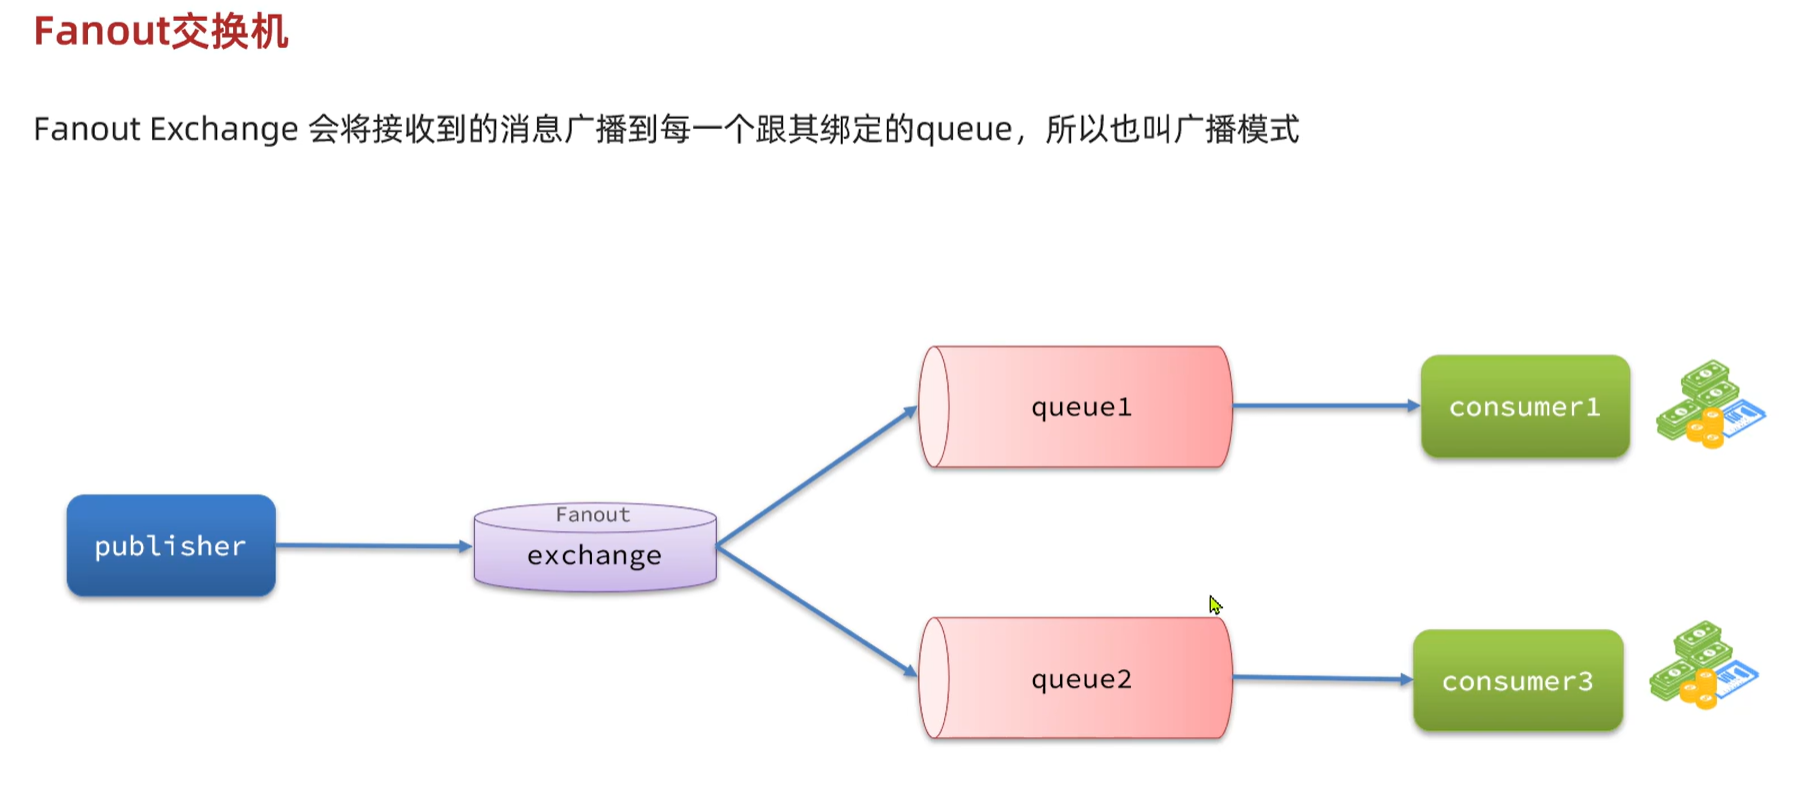 Fanout交换机
Fanout Exchange 会将接收到的消息广播到每一个跟其绑定的queue，所以也叫广播模式
queue1
consumer1
publisher
Fanout
exchange
queue2
consumer3